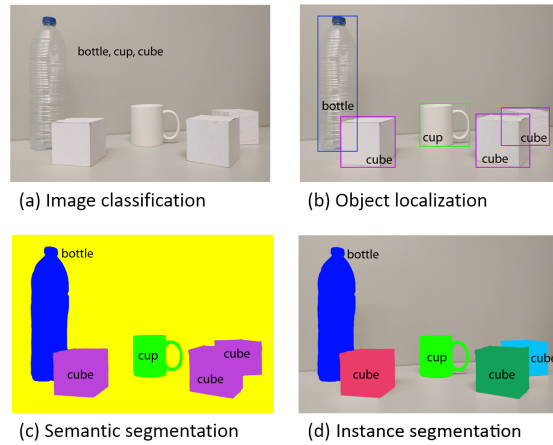 bottle, cup, cube
(a) Image classification
bottle
cup
cube
cube
cube
(b) Object localization
bottle
cup
cube
cube
cube
(c) Semantic segmentation
bottle
cup
cube
cube
cube
(d) Instance segmentation